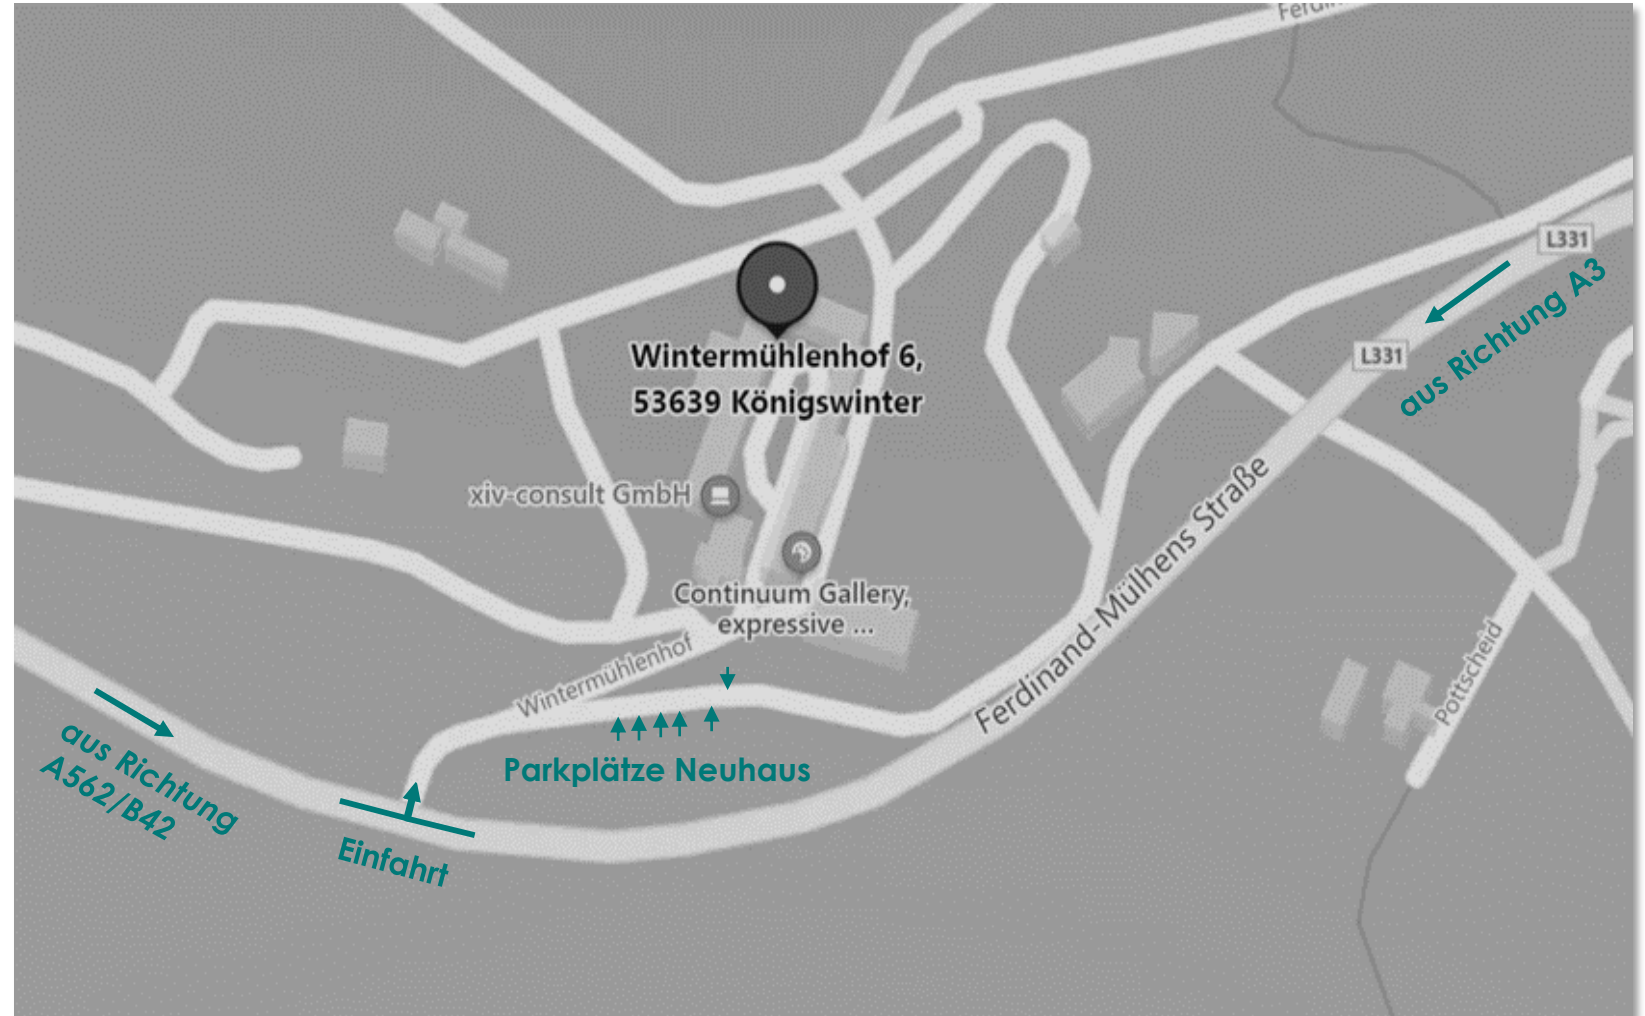 L331
aus Richtung A3
L331
Wintermühlenhof 6,
53639 Königswinter
xiv-consult GmbH
Ferdinand-Mülhens Straße
Continuum Gallery,
expressive ...
Wintermühlenhof
Pottscheid
Parkplätze Neuhaus
aus Richtung
A562/B42
Einfahrt